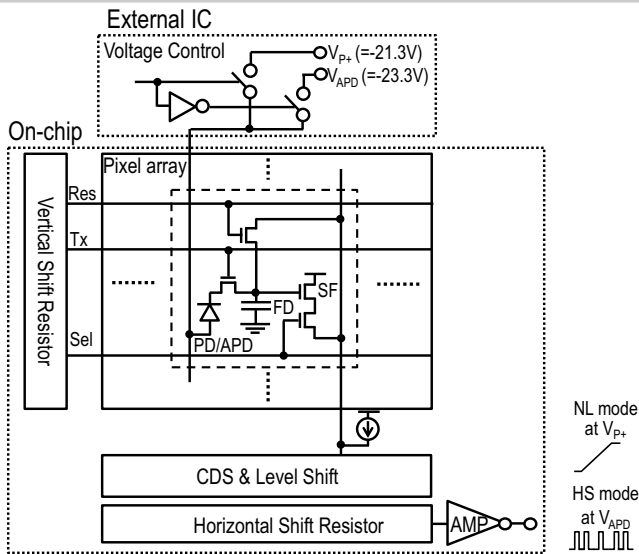 External IC
Voltage Control
VP+ (=-21.3V)
VAPD (=-23.3V)
On-chip
Pixel array
Vertical Shift Resistor
Res
Tx
Sel
SF
FD
PD/APD
CDS & Level Shift
Horizontal Shift Resistor
AMP
NL mode
at VP+
HS mode
at VAPD